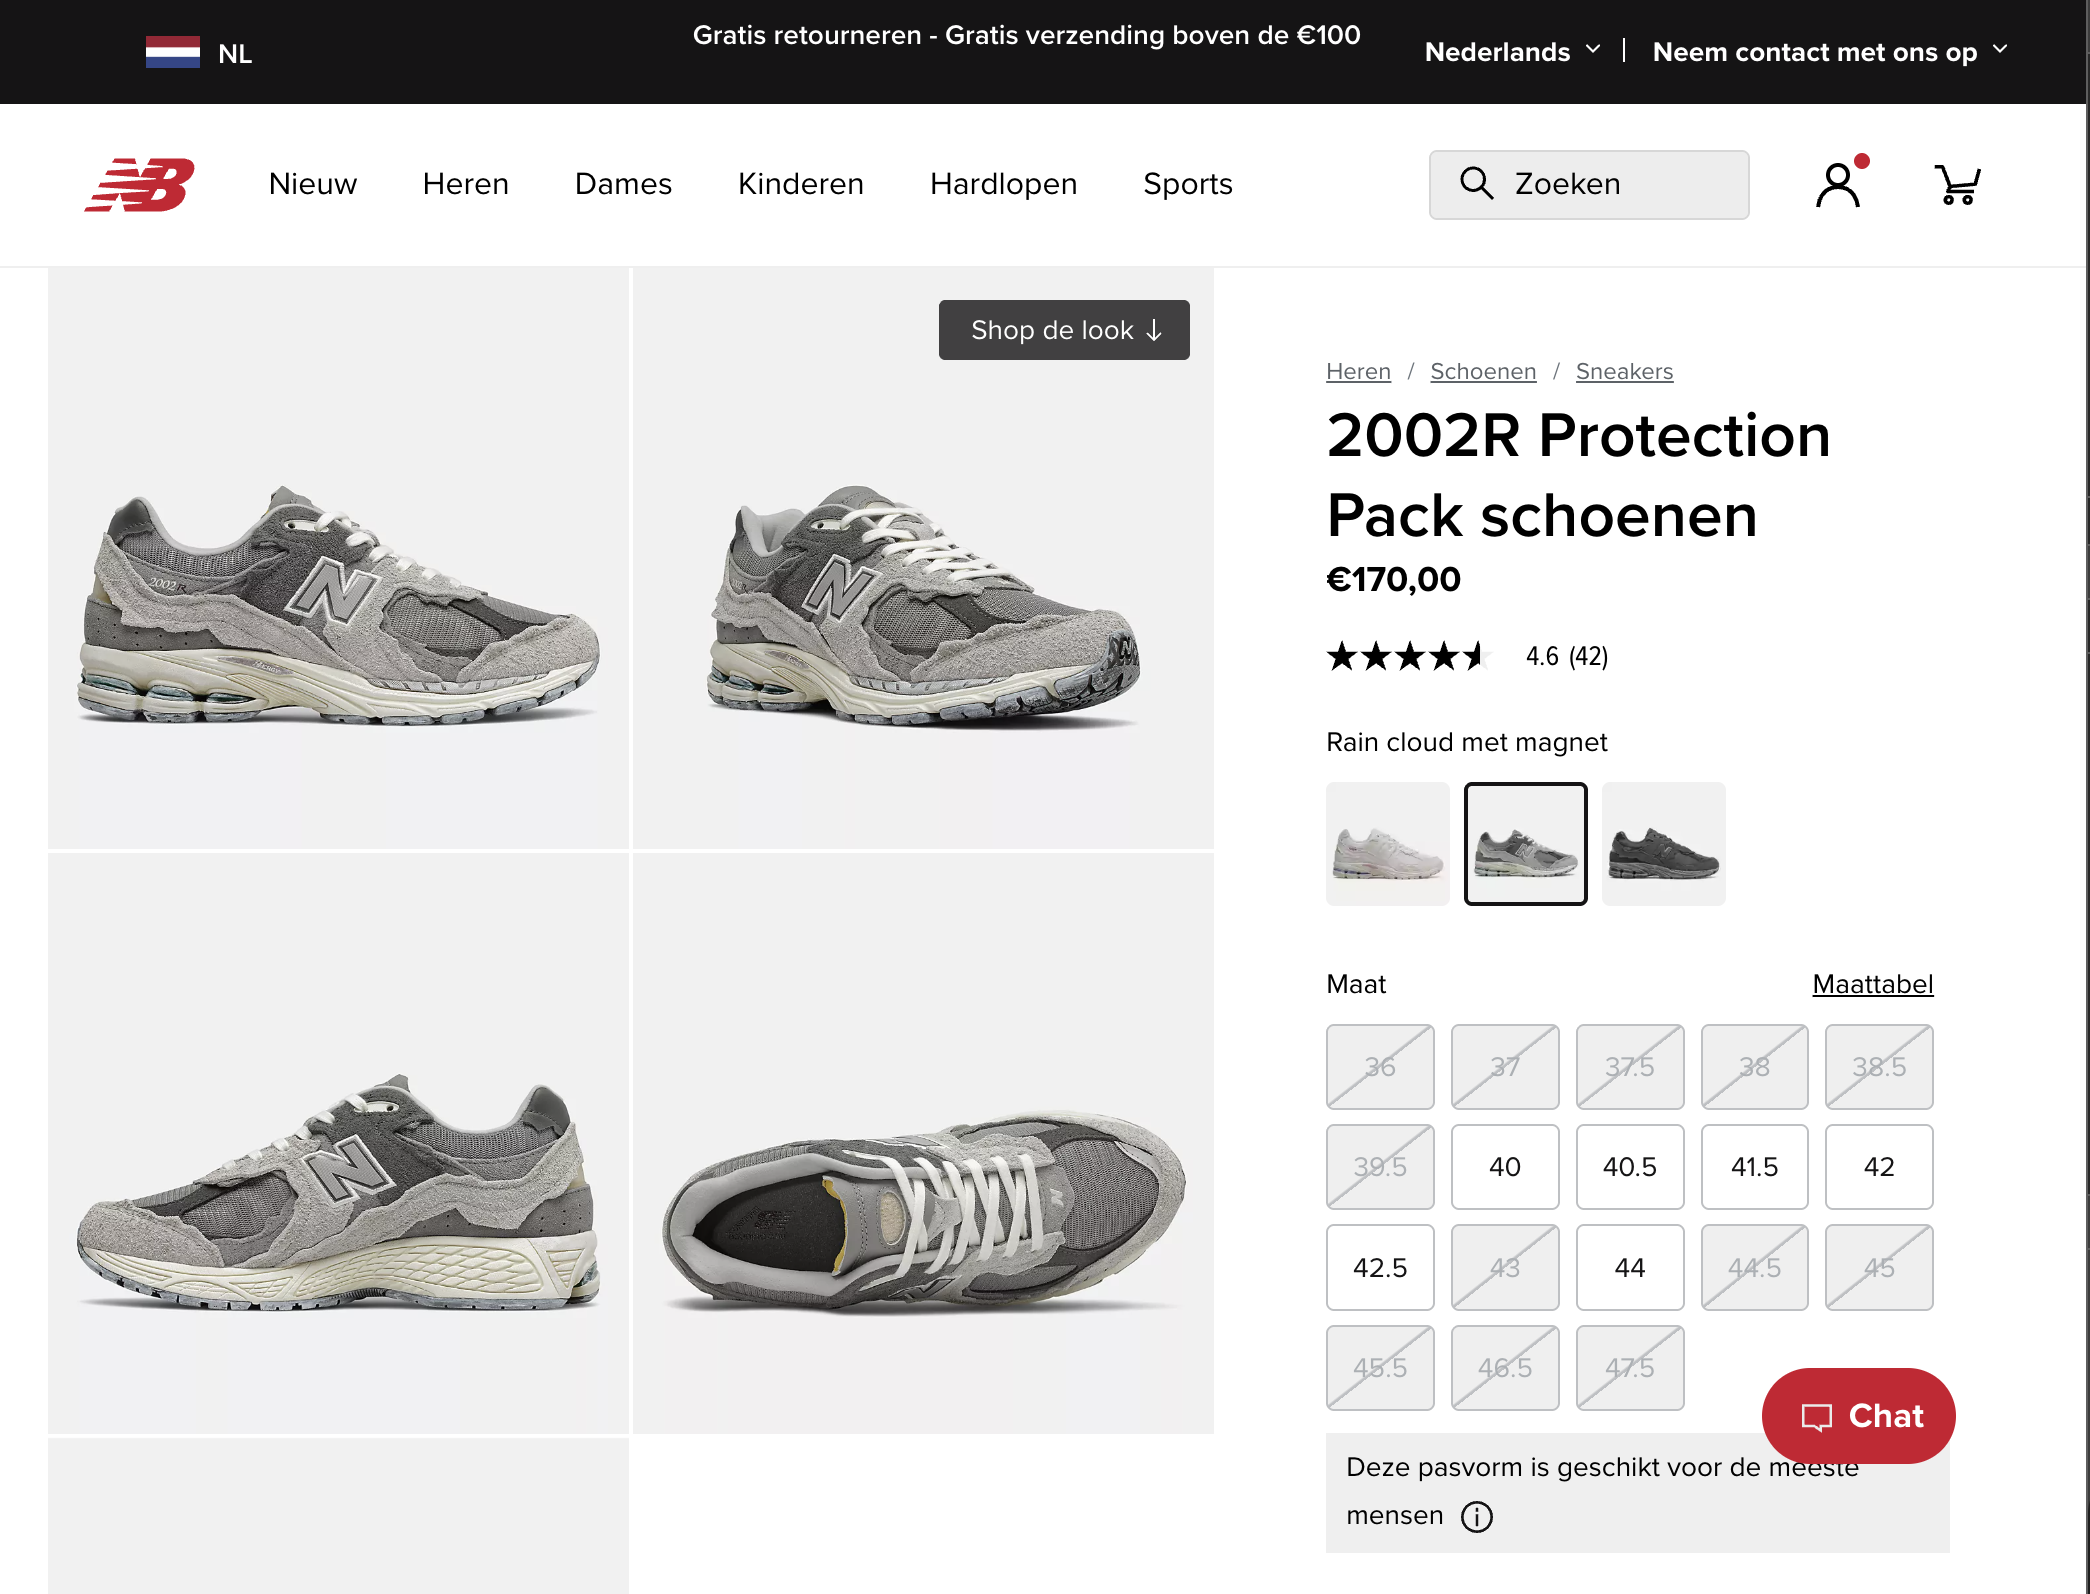 NL
Gratis retourneren - Gratis verzending boven de €100
Nederlands
Neem contact met ons op
NB
Nieuw
Heren
Dames
Kinderen
Hardlopen
Sports
Zoeken
Shop de look ↓
2002R
N
N
N
N
Heren / Schoenen / Sneakers
2002R Protection
Pack schoenen
€170,00
4.6 (42)
Rain cloud met magnet
Maat
Maattabel
36 37 37.5 38 38.5
39.5 40 40.5 41.5 42
42.5 43 44 44.5 45
45.5 46.5 47.5
Chat
Deze pasvorm is geschikt voor de meeste
mensen